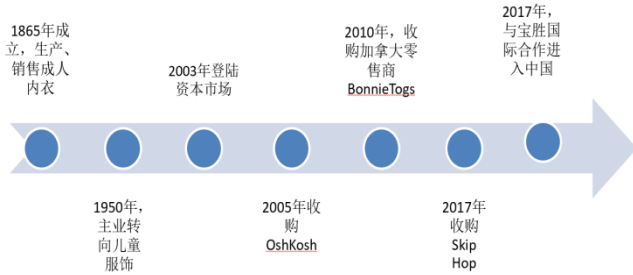 1865年成
立，生产、
销售成人
内衣
1950年，
主业转
向儿童
服饰
2003年登陆
资本市场
2005年收
购
OshKosh
2010年，收
购加拿大零
售商
BonnieTogs
2017年
收购
Skip
Hop
2017年，
与宝胜国
际合作进
入中国